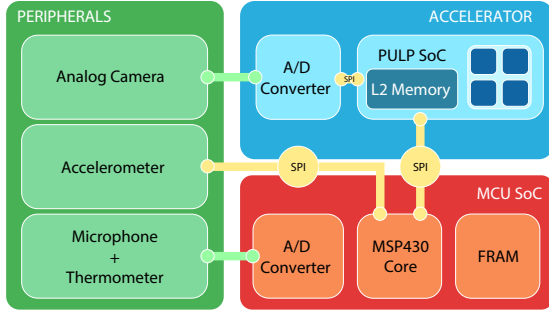 PERIPHERALS
Analog Camera
Accelerometer
Microphone
+
Thermometer
ACCELERATOR
A/D
Converter
SPI
PULP SoC
L2 Memory
SPI
SPI
MCU SoC
A/D
Converter
MSP430
Core
FRAM